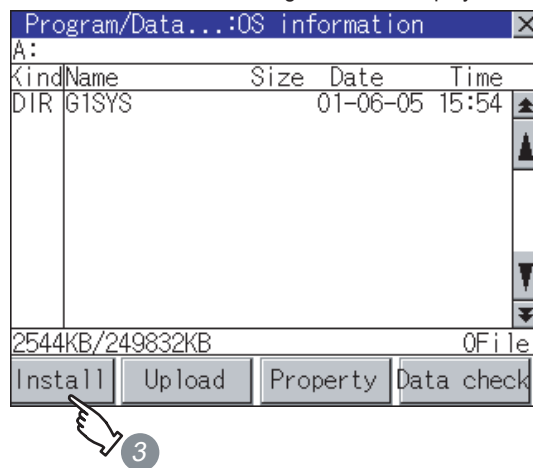 Program/Data...:OS information
A:
Kind Name Size Date Time
DIR G1SYS 01-06-05 15:54
2544KB/249832KB 0File
Install Upload Property Data check
3